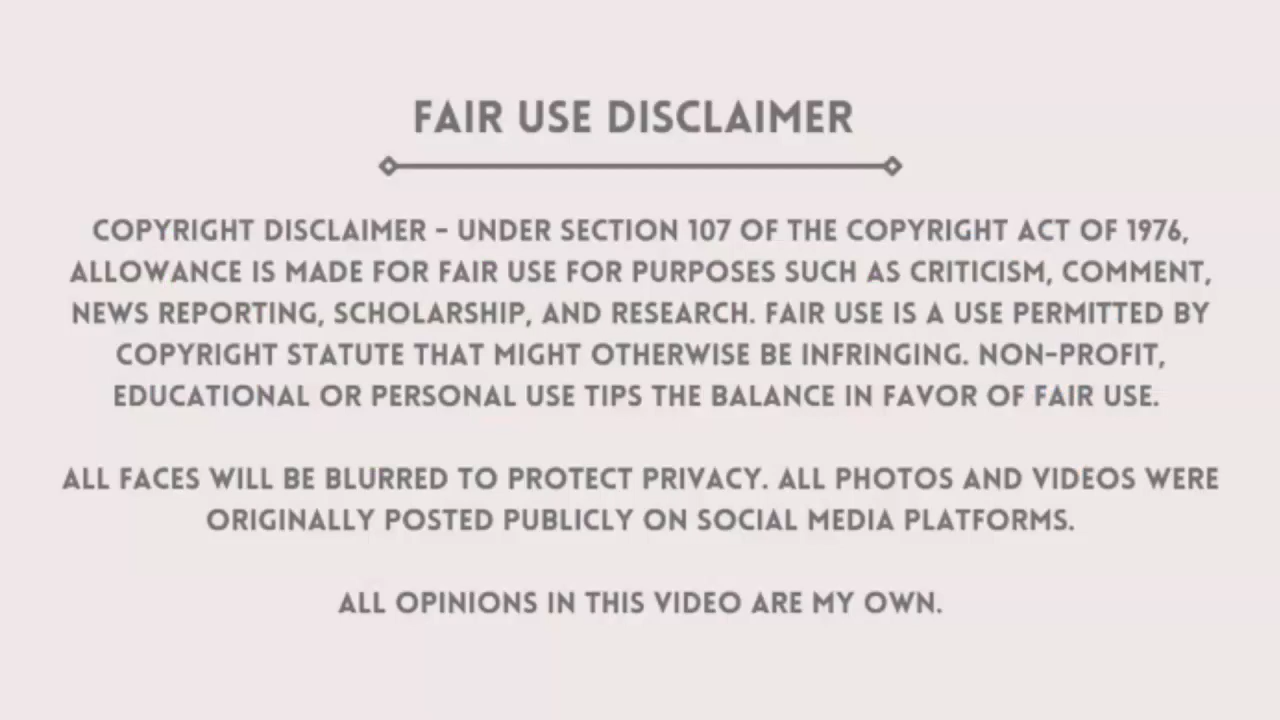 FAIR USE DISCLAIMER
COPYRIGHT DISCLAIMER - UNDER SECTION 107 OF THE COPYRIGHT ACT OF 1976,
ALLOWANCE IS MADE FOR FAIR USE FOR PURPOSES SUCH AS CRITICISM, COMMENT,
NEWS REPORTING, SCHOLARSHIP, AND RESEARCH. FAIR USE IS A USE PERMITTED BY
COPYRIGHT STATUTE THAT MIGHT OTHERWISE BE INFRINGING. NON-PROFIT,
EDUCATIONAL OR PERSONAL USE TIPS THE BALANCE IN FAVOR OF FAIR USE.
ALL FACES WILL BE BLURRED TO PROTECT PRIVACY. ALL PHOTOS AND VIDEOS WERE
ORIGINALLY POSTED PUBLICLY ON SOCIAL MEDIA PLATFORMS.
ALL OPINIONS IN THIS VIDEO ARE MY OWN.